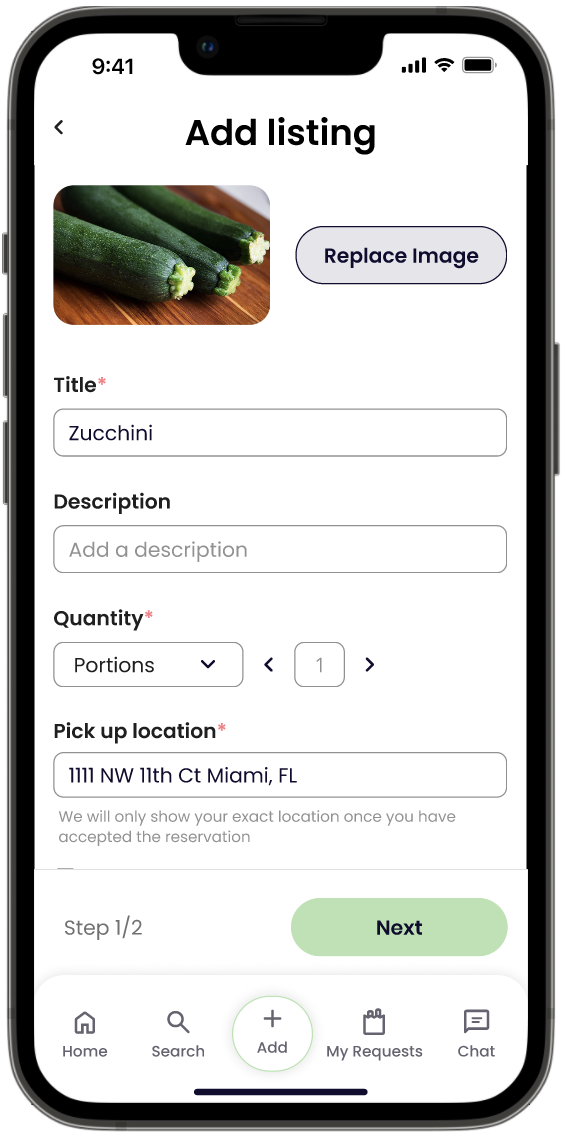 9:41
Add listing
Replace Image
Title*
Zucchini
Description
Add a description
Quantity*
Portions
1
Pick up location*
1111 NW 11th Ct Miami, FL
We will only show your exact location once you have
accepted the reservation
Step 1/2
Next
Home
Search
Add
My Requests
Chat